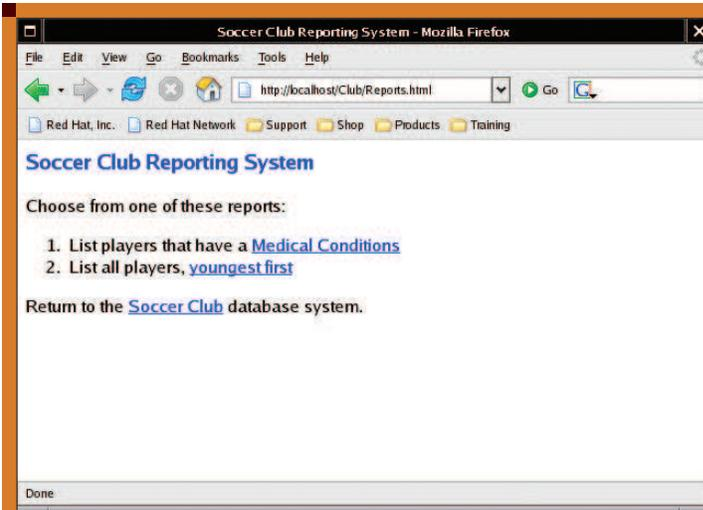 Soccer Club Reporting System - Mozilla Firefox
File Edit View Go Bookmarks Tools Help
http://localhost/Club/Reports.html Go G
Red Hat, Inc. Red Hat Network Support Shop Products Training
Soccer Club Reporting System
Choose from one of these reports:
1. List players that have a Medical Conditions
2. List all players, youngest first
Return to the Soccer Club database system.
Done